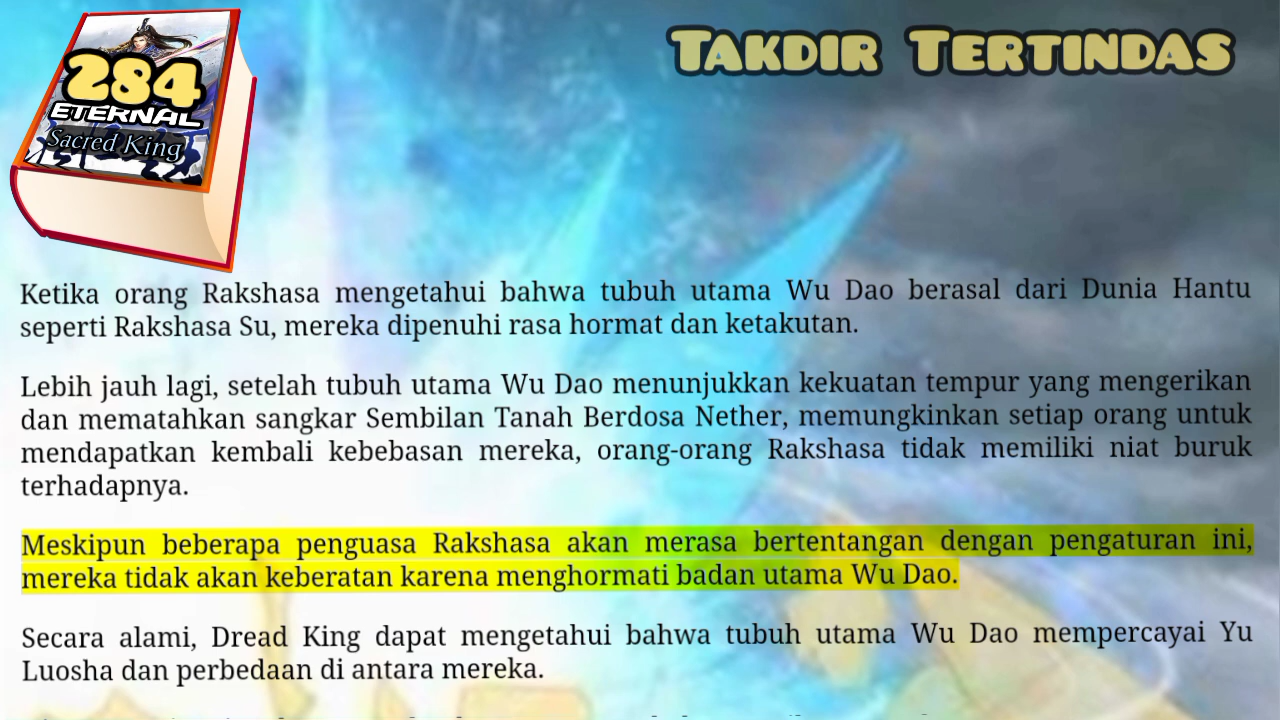 284
ETERNAL
Sacred King
TAKDIR TERTINDAS
Ketika orang Rakshasa mengetahui bahwa tubuh utama Wu Dao berasal dari Dunia Hantu
seperti Rakshasa Su, mereka dipenuhi rasa hormat dan ketakutan.
Lebih jauh lagi, setelah tubuh utama Wu Dao menunjukkan kekuatan tempur yang mengerikan
dan mematahkan sangkar Sembilan Tanah Berdosa Nether, memungkinkan setiap orang untuk
mendapatkan kembali kebebasan mereka, orang-orang Rakshasa tidak memiliki niat buruk
terhadapnya.
Meskipun beberapa penguasa Rakshasa akan merasa bertentangan dengan pengaturan ini,
mereka tidak akan keberatan karena menghormati badan utama Wu Dao.
Secara alami, Dread King dapat mengetahui bahwa tubuh utama Wu Dao mempercayai Yu
Luosha dan perbedaan di antara mereka.